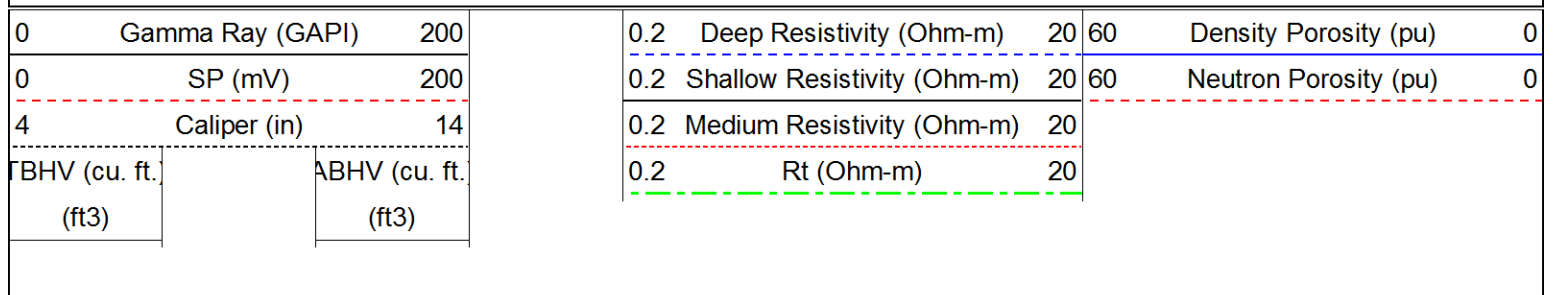 0 Gamma Ray (GAPI) 200 0.2 Deep Resistivity (Ohm-m) 20 60 Density Porosity (pu) 0
0 SP (mV) 200 0.2 Shallow Resistivity (Ohm-m) 20 60 Neutron Porosity (pu) 0
4 Caliper (in) 14 0.2 Medium Resistivity (Ohm-m) 20
TBHV (cu. ft.) ABHV (cu. ft.) 0.2 Rt (Ohm-m) 20
(ft3) (ft3)